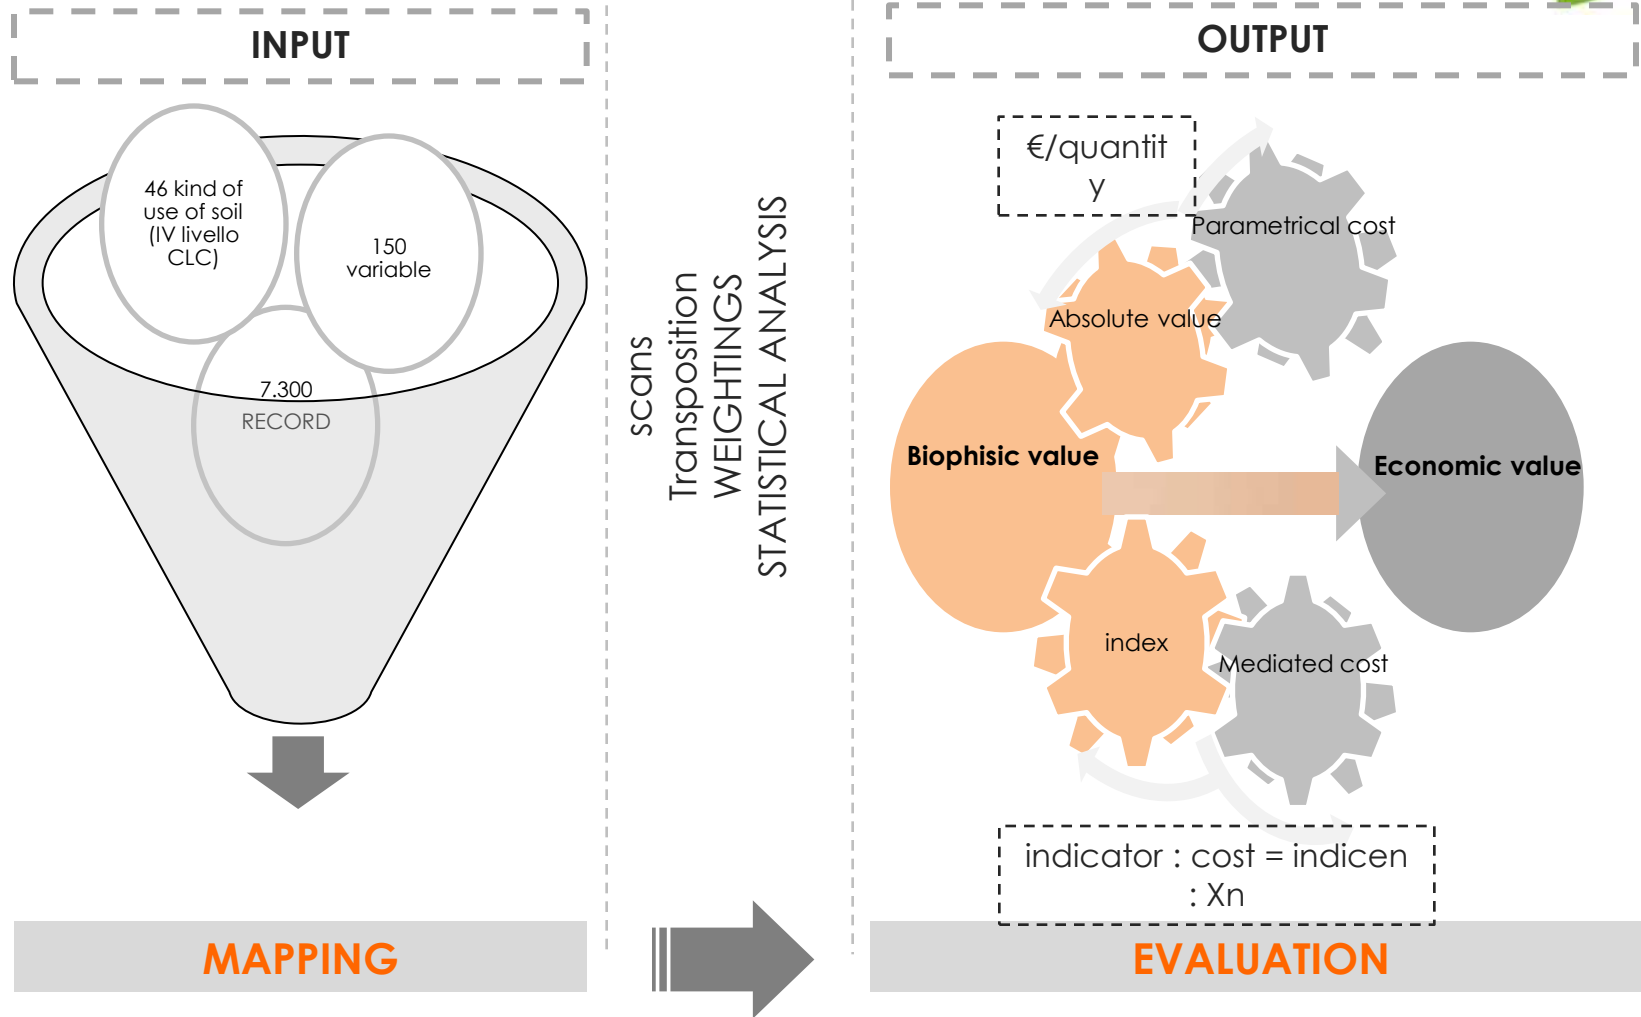 INPUT
46 kind of
use of soil
(IV livello
CLC)
150
variable
7.300
RECORD
MAPPING
scans
Transposition
WEIGHTINGS
STATISTICAL ANALYSIS
OUTPUT
€/quantit
y
Parametrical cost
Absolute value
Biophisic value
Economic value
index
Mediated cost
indicator : cost = indicen
: Xn
EVALUATION